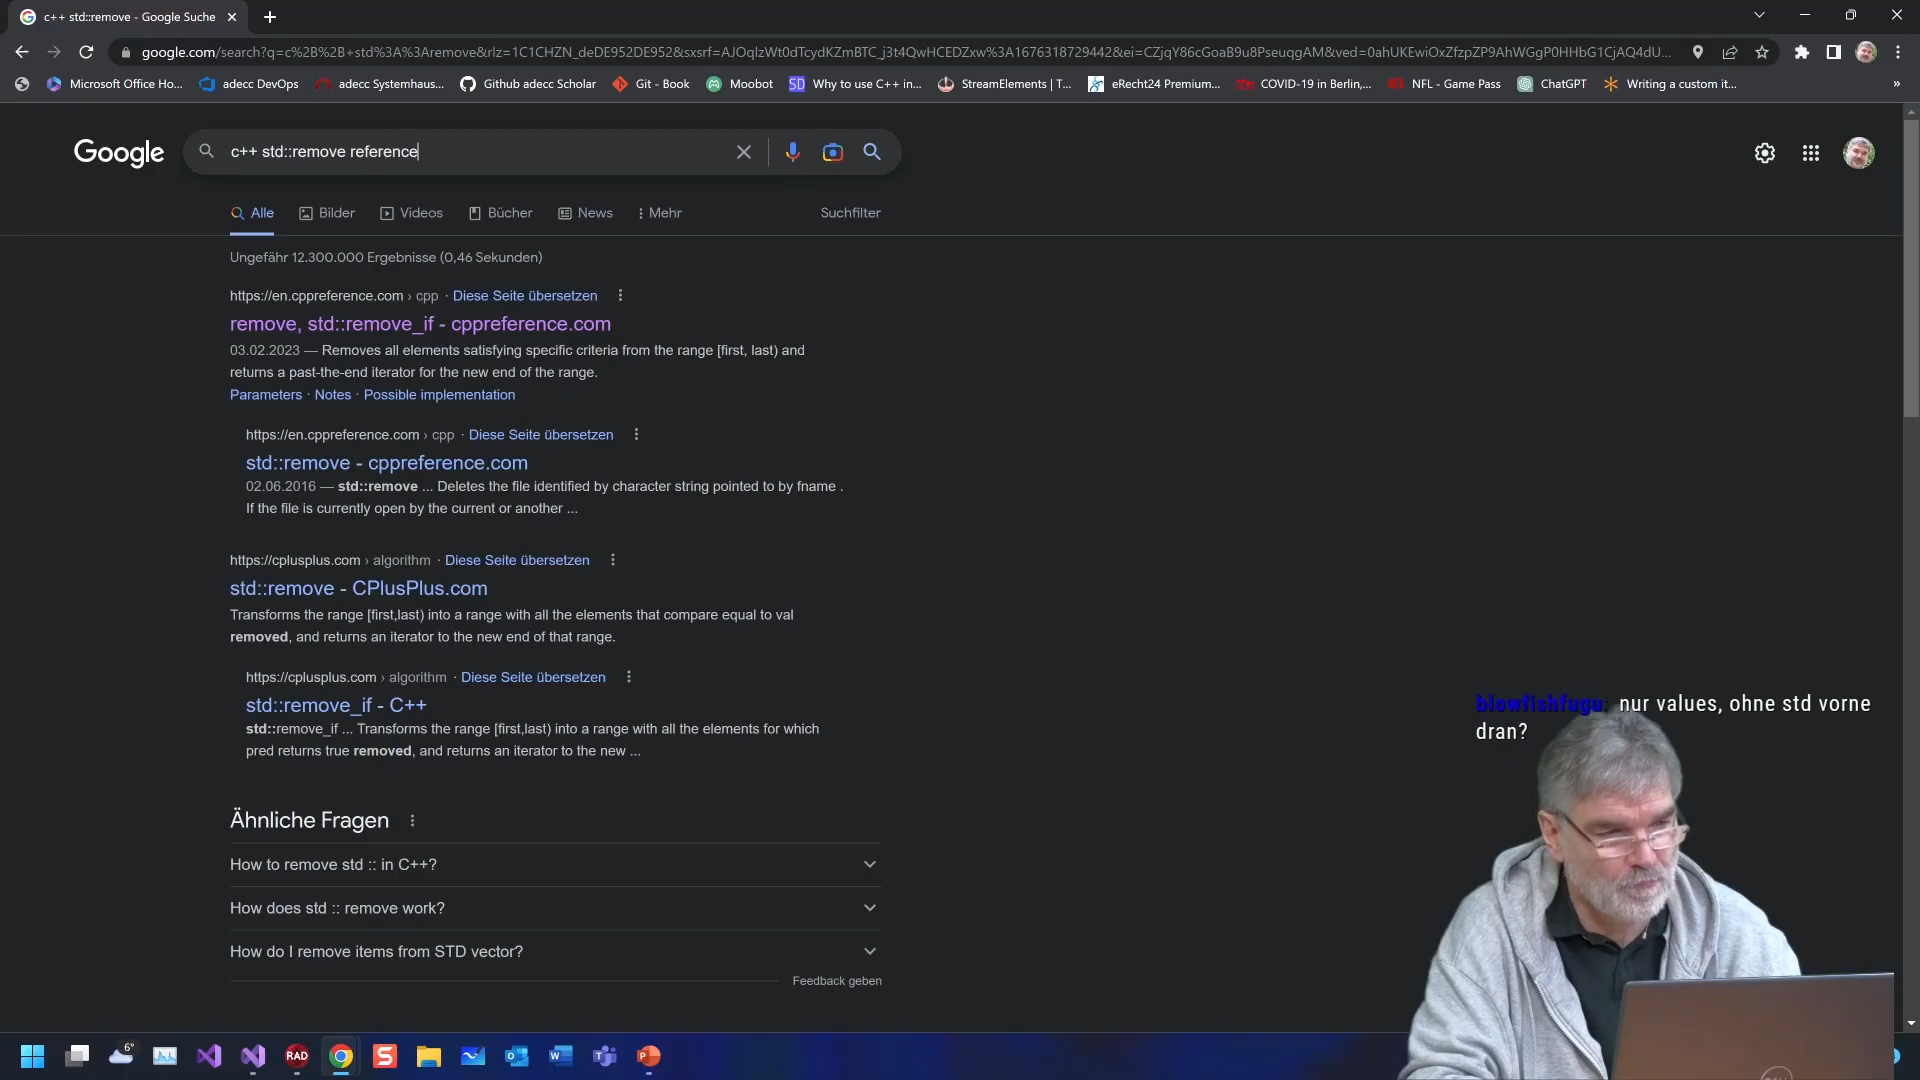 c++ std::remove - Google Suche
google.com/search?q=c%2B%2B+std%3A%3Aremove&rlz=1C1CHZN_deDE952DE952&sxsrf=AJOqlzWt0dTcydKZmBTC_j3t4QwHCEDZxw%3A1676318729442&ei=CZjqY86cGoaB9u8PseuqgAM&ved=0ahUKEwiOxZfzpZP9AhWGgP0HHbG1CjAQ4dU...
Microsoft Office Ho... adecc DevOps adecc Systemhaus... Github adecc Scholar Git - Book Moobot SD Why to use C++ in... StreamElements | T... eRecht24 Premium... COVID-19 in Berlin,... NFL - Game Pass ChatGPT Writing a custom it... »
Google c++ std::remove reference
Alle Bilder Videos Bücher News Mehr Suchfilter
Ungefähr 12.300.000 Ergebnisse (0,46 Sekunden)
https://en.cppreference.com › cpp · Diese Seite übersetzen
remove, std::remove_if - cppreference.com
03.02.2023 — Removes all elements satisfying specific criteria from the range [first, last) and
returns a past-the-end iterator for the new end of the range.
Parameters · Notes · Possible implementation
https://en.cppreference.com › cpp · Diese Seite übersetzen
std::remove - cppreference.com
02.06.2016 — std::remove ... Deletes the file identified by character string pointed to by fname .
If the file is currently open by the current or another ...
https://cplusplus.com › algorithm · Diese Seite übersetzen
std::remove - CPlusPlus.com
Transforms the range [first,last) into a range with all the elements that compare equal to val
removed, and returns an iterator to the new end of that range.
https://cplusplus.com › algorithm · Diese Seite übersetzen
std::remove_if - C++
std::remove_if ... Transforms the range [first,last) into a range with all the elements for which
pred returns true removed, and returns an iterator to the new ...
blowfishfugu: nur values, ohne std vorne
dran?
Ähnliche Fragen
How to remove std :: in C++?
How does std :: remove work?
How do I remove items from STD vector?
Feedback geben
6°
RAD